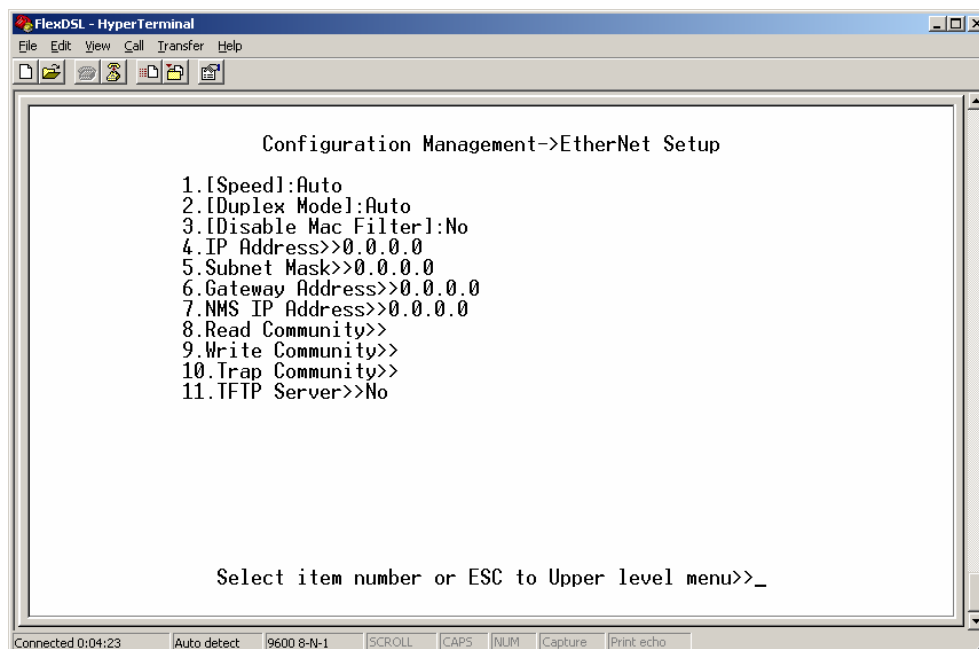 FlexDSL - HyperTerminal
File Edit View Call Transfer Help
Configuration Management->EtherNet Setup
1.[Speed]:Auto
2.[Duplex Mode]:Auto
3.[Disable Mac Filter]:No
4.IP Address>>0.0.0.0
5.Subnet Mask>>0.0.0.0
6.Gateway Address>>0.0.0.0
7.NMS IP Address>>0.0.0.0
8.Read Community>>
9.Write Community>>
10.Trap Community>>
11.TFTP Server>>No
Select item number or ESC to Upper level menu>>_
Connected 0:04:23 Auto detect 9600 8-N-1 SCROLL CAPS NUM Capture Print echo